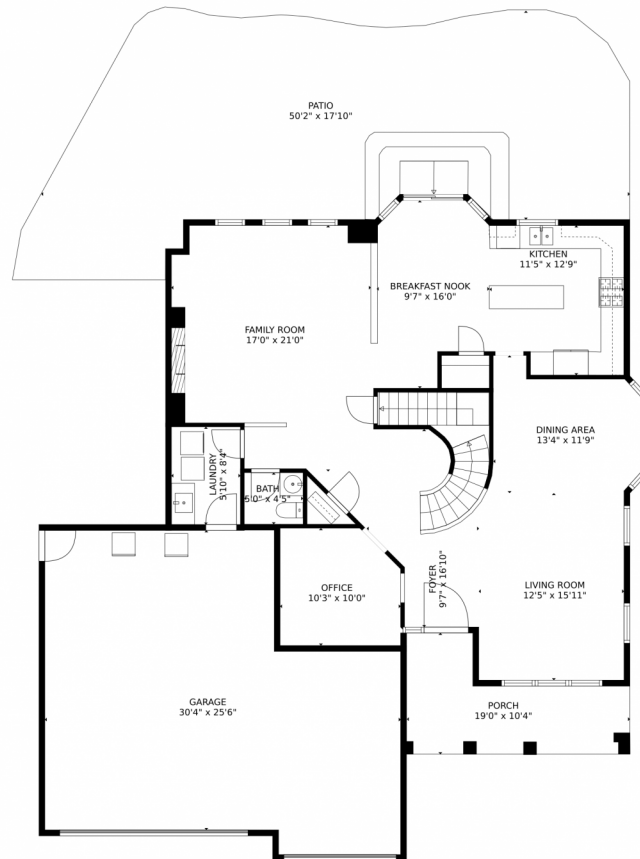 PATIO
50'2" x 17'10"
KITCHEN
11'5" x 12'9"
BREAKFAST NOOK
9'7" x 16'0"
FAMILY ROOM
17'0" x 21'0"
DINING AREA
13'4" x 11'9"
LAUNDRY
5'10" x 8'4"
BATH
5'0" x 4'5"
FOYER
9'7" x 16'10"
OFFICE
10'3" x 10'0"
LIVING ROOM
12'5" x 15'11"
GARAGE
30'4" x 25'6"
PORCH
19'0" x 10'4"